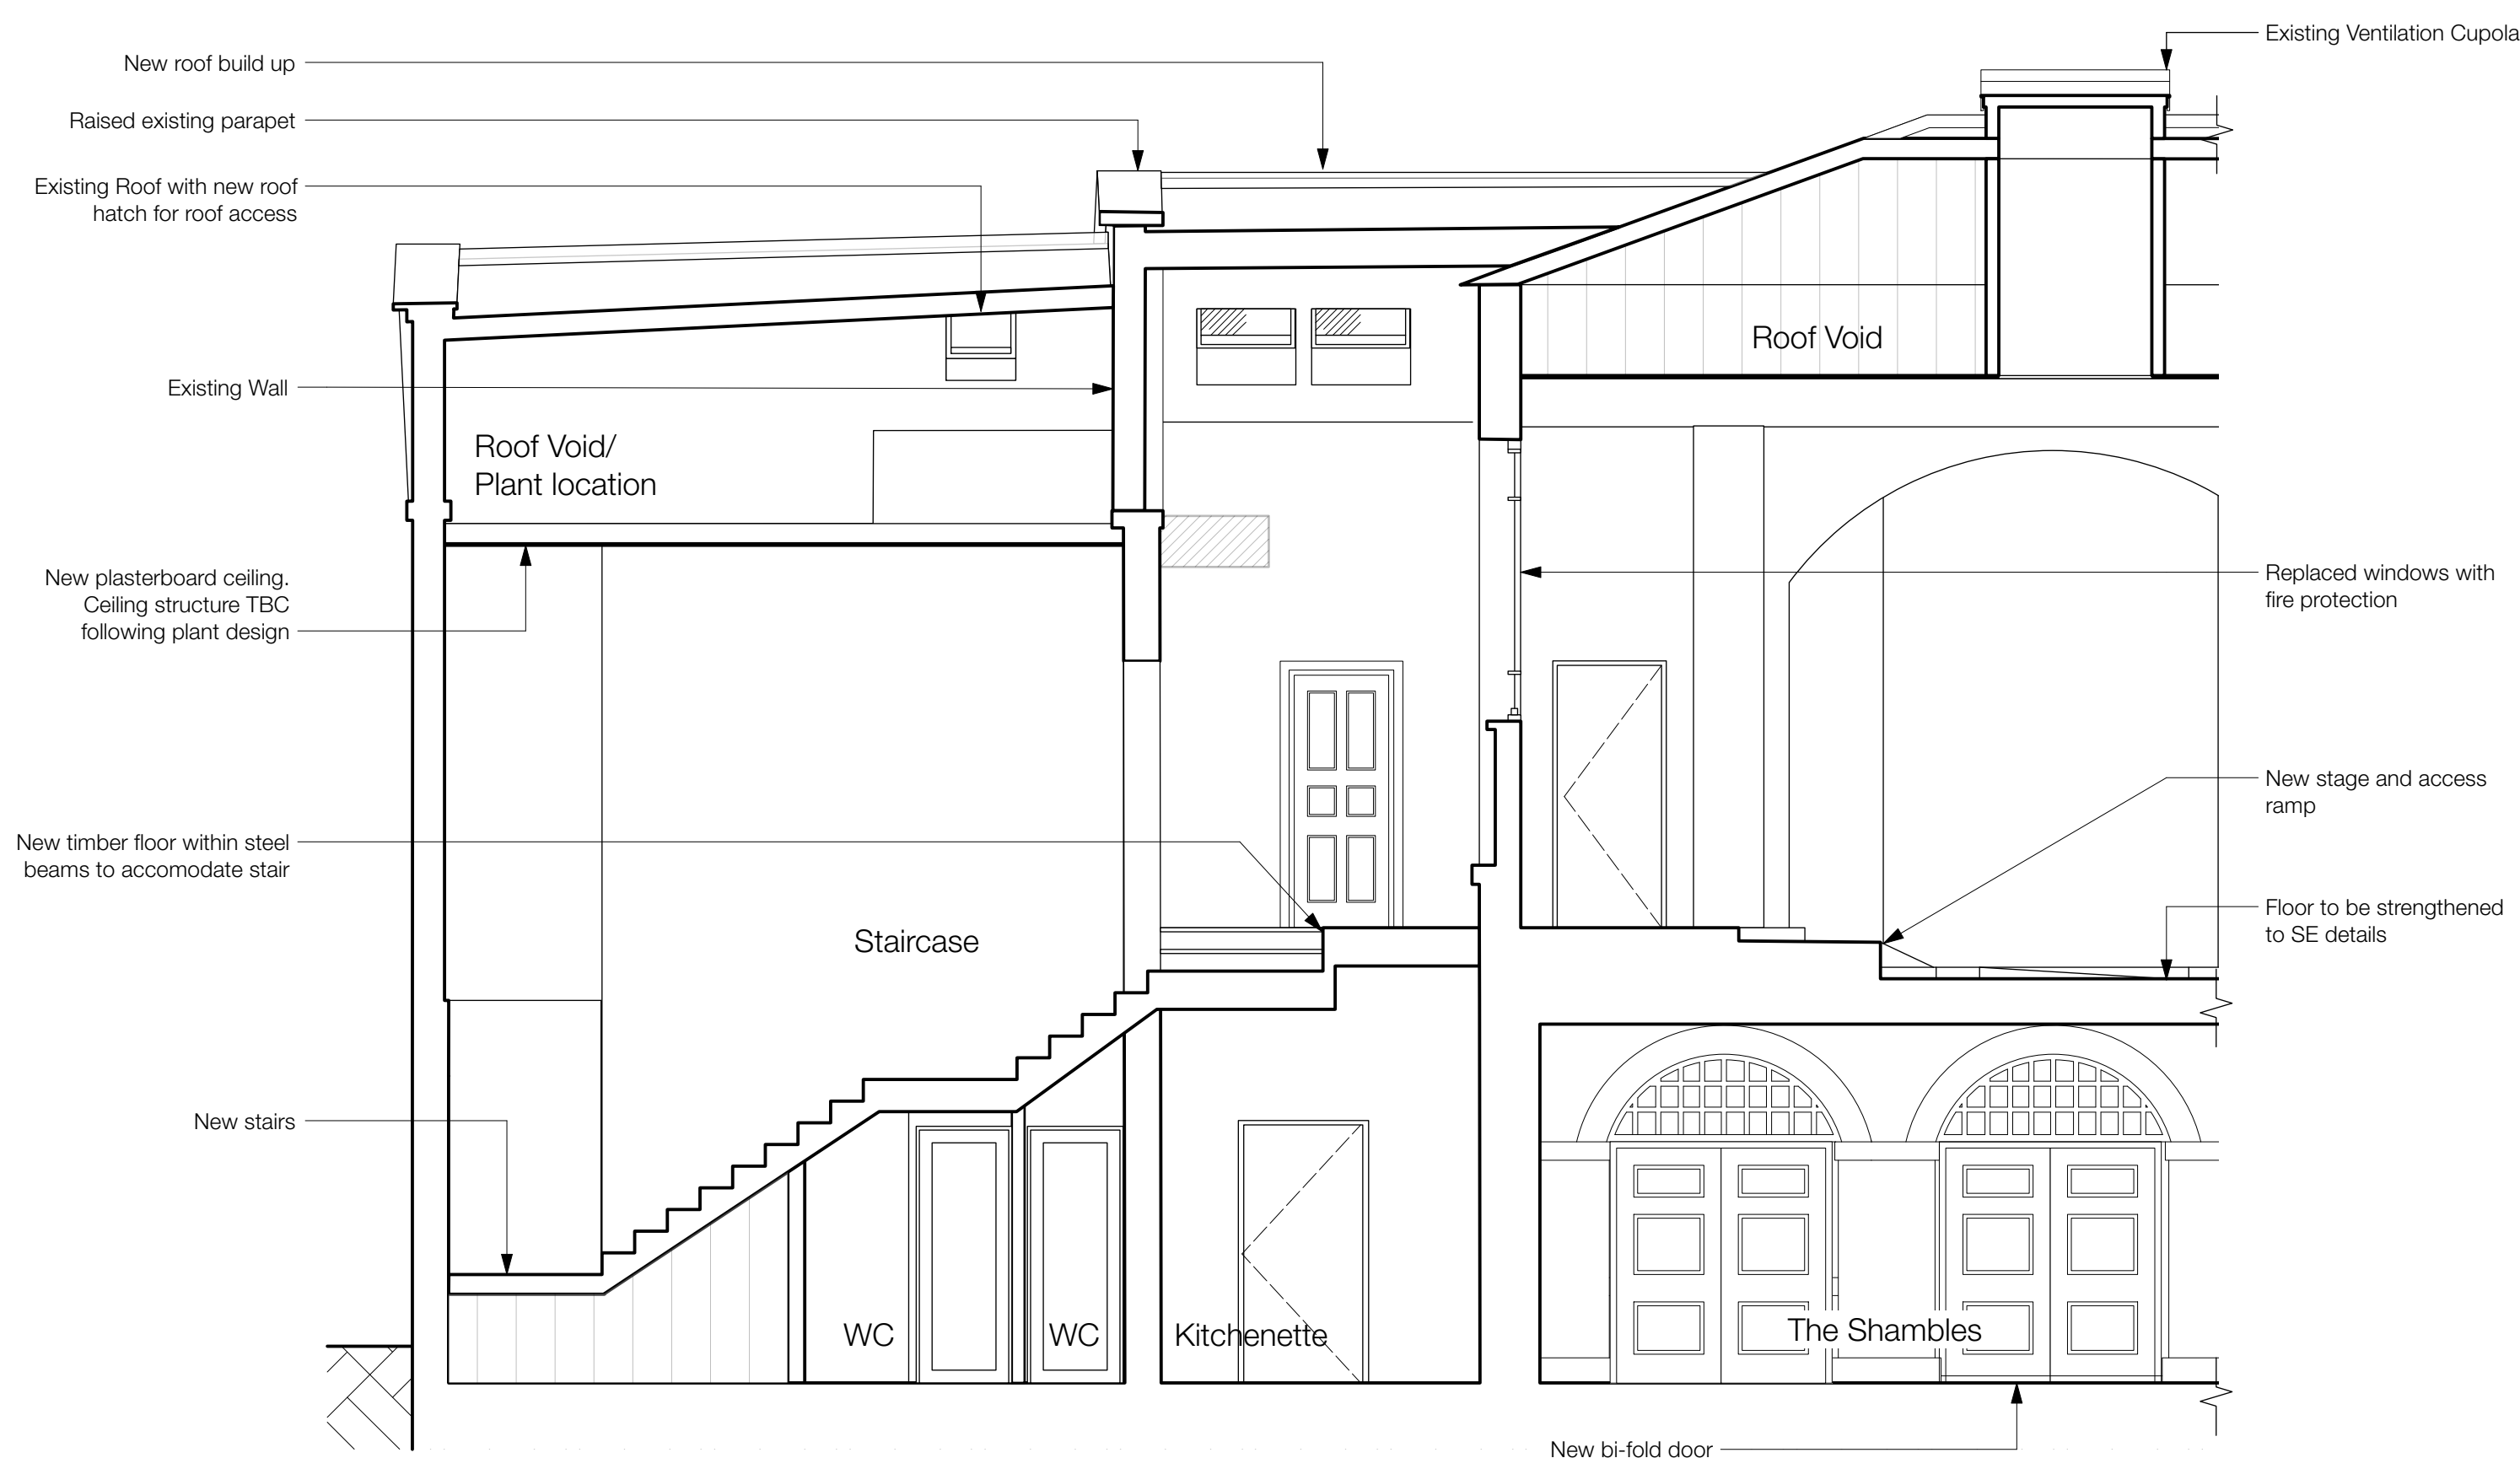 New roof build up
Raised existing parapet
Existing Roof with new roof
hatch for roof access
Existing Wall
Roof Void/
Plant location
New plasterboard ceiling.
Ceiling structure TBC
following plant design
New timber floor within steel
beams to accomodate stair
Staircase
New stairs
WC
WC
Kitchenette
The Shambles
New bi-fold door
Existing Ventilation Cupola
Roof Void
Replaced windows with
fire protection
New stage and access
ramp
Floor to be strengthened
to SE details